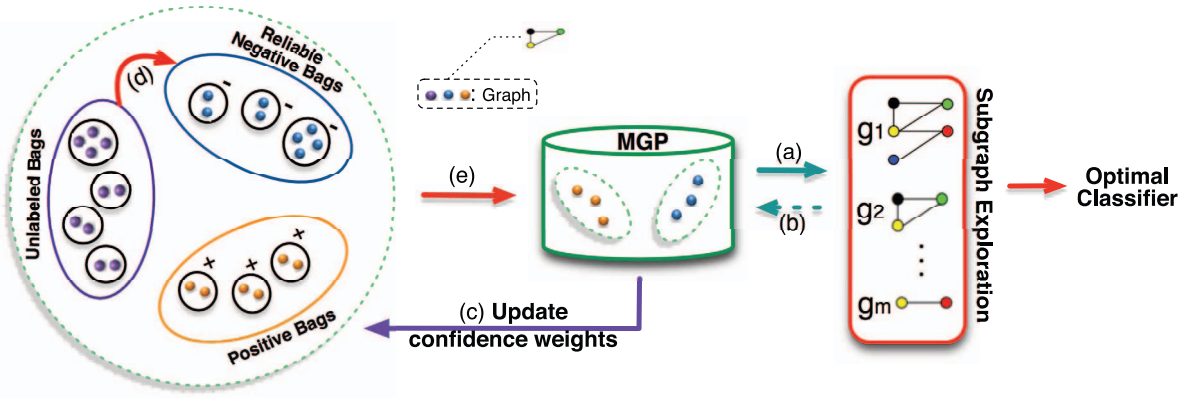 Reliable
Negative Bags
(d)
-
-
-
Unlabeled Bags
+
+
+
Positive Bags
: Graph
(e)
MGP
(a)
(b)
(c) Update
confidence weights
g1
g2
gm
Subgraph Exploration
Optimal
Classifier